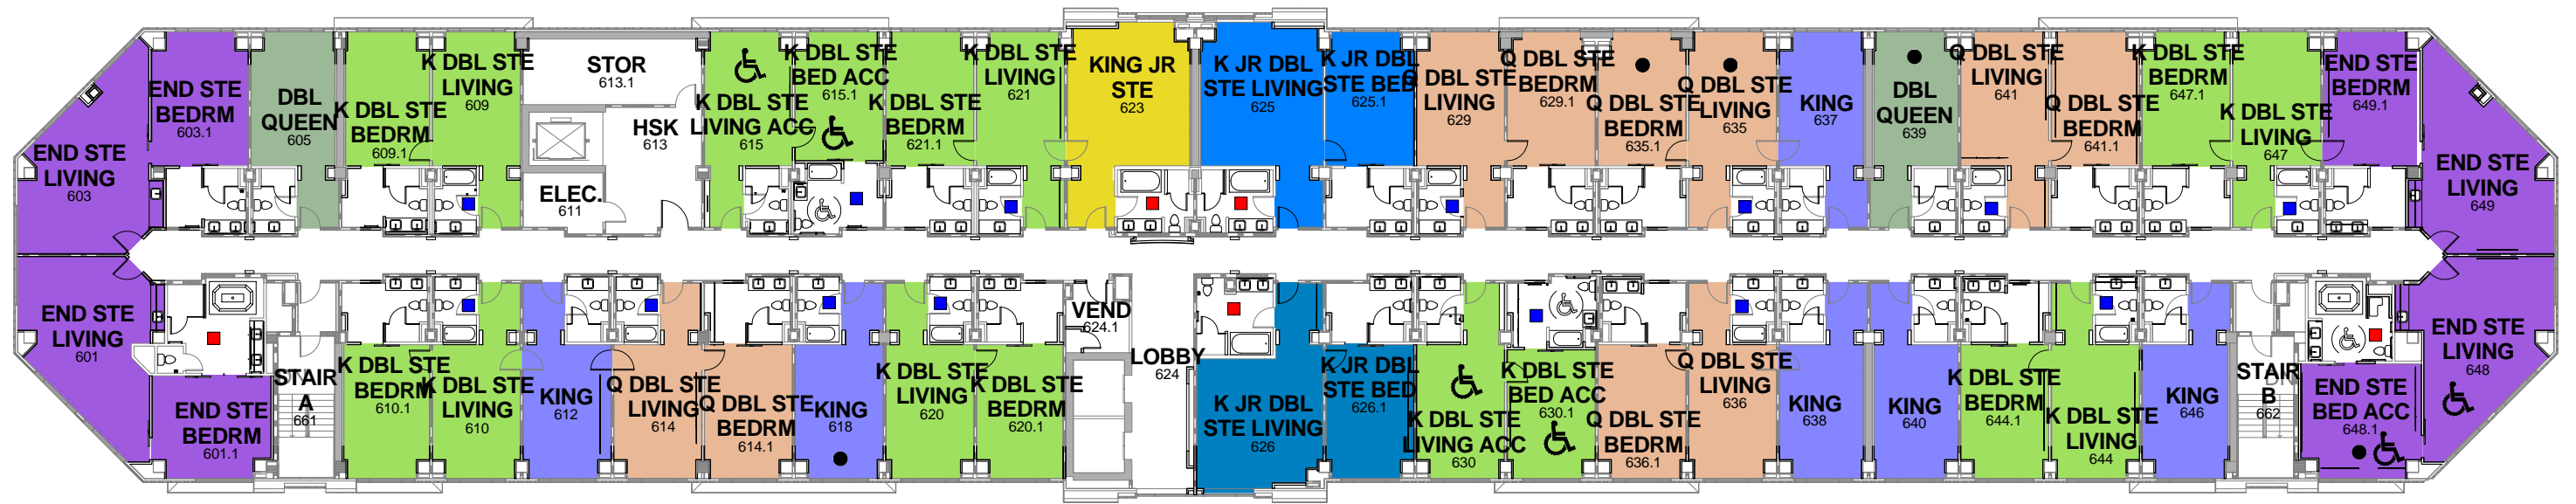 END STE
LIVING
603
END STE
BEDRM
603.1
DBL
QUEEN
605
K DBL STE
BEDRM
609.1
K DBL STE
LIVING
609
STOR
613.1
HSK
613
ELEC.
611
K DBL STE
LIVING ACC
615
K DBL STE
BED ACC
615.1
K DBL STE
BEDRM
621.1
K DBL STE
LIVING
621
KING JR
STE
623
K JR DBL
STE LIVING
625
K JR DBL
STE BED
625.1
Q DBL STE
LIVING
629
Q DBL STE
BEDRM
629.1
Q DBL STE
BEDRM
635.1
Q DBL STE
LIVING
635
KING
637
DBL
QUEEN
639
Q DBL STE
LIVING
641
Q DBL STE
BEDRM
641.1
K DBL STE
BEDRM
647.1
K DBL STE
LIVING
647
END STE
BEDRM
649.1
END STE
LIVING
649
END STE
LIVING
601
END STE
BEDRM
601.1
STAIR
A
661
K DBL STE
BEDRM
610.1
K DBL STE
LIVING
610
KING
612
Q DBL STE
LIVING
614
Q DBL STE
BEDRM
614.1
KING
618
K DBL STE
LIVING
620
K DBL STE
BEDRM
620.1
VEND
624.1
LOBBY
624
K JR DBL
STE LIVING
626
K JR DBL
STE BED
626.1
K DBL STE
LIVING ACC
630
K DBL STE
BED ACC
630.1
Q DBL STE
BEDRM
636.1
Q DBL STE
LIVING
636
KING
638
KING
640
K DBL STE
BEDRM
644.1
K DBL STE
LIVING
644
KING
646
STAIR
DN
B
662
END STE
BED ACC
648.1
END STE
LIVING
648